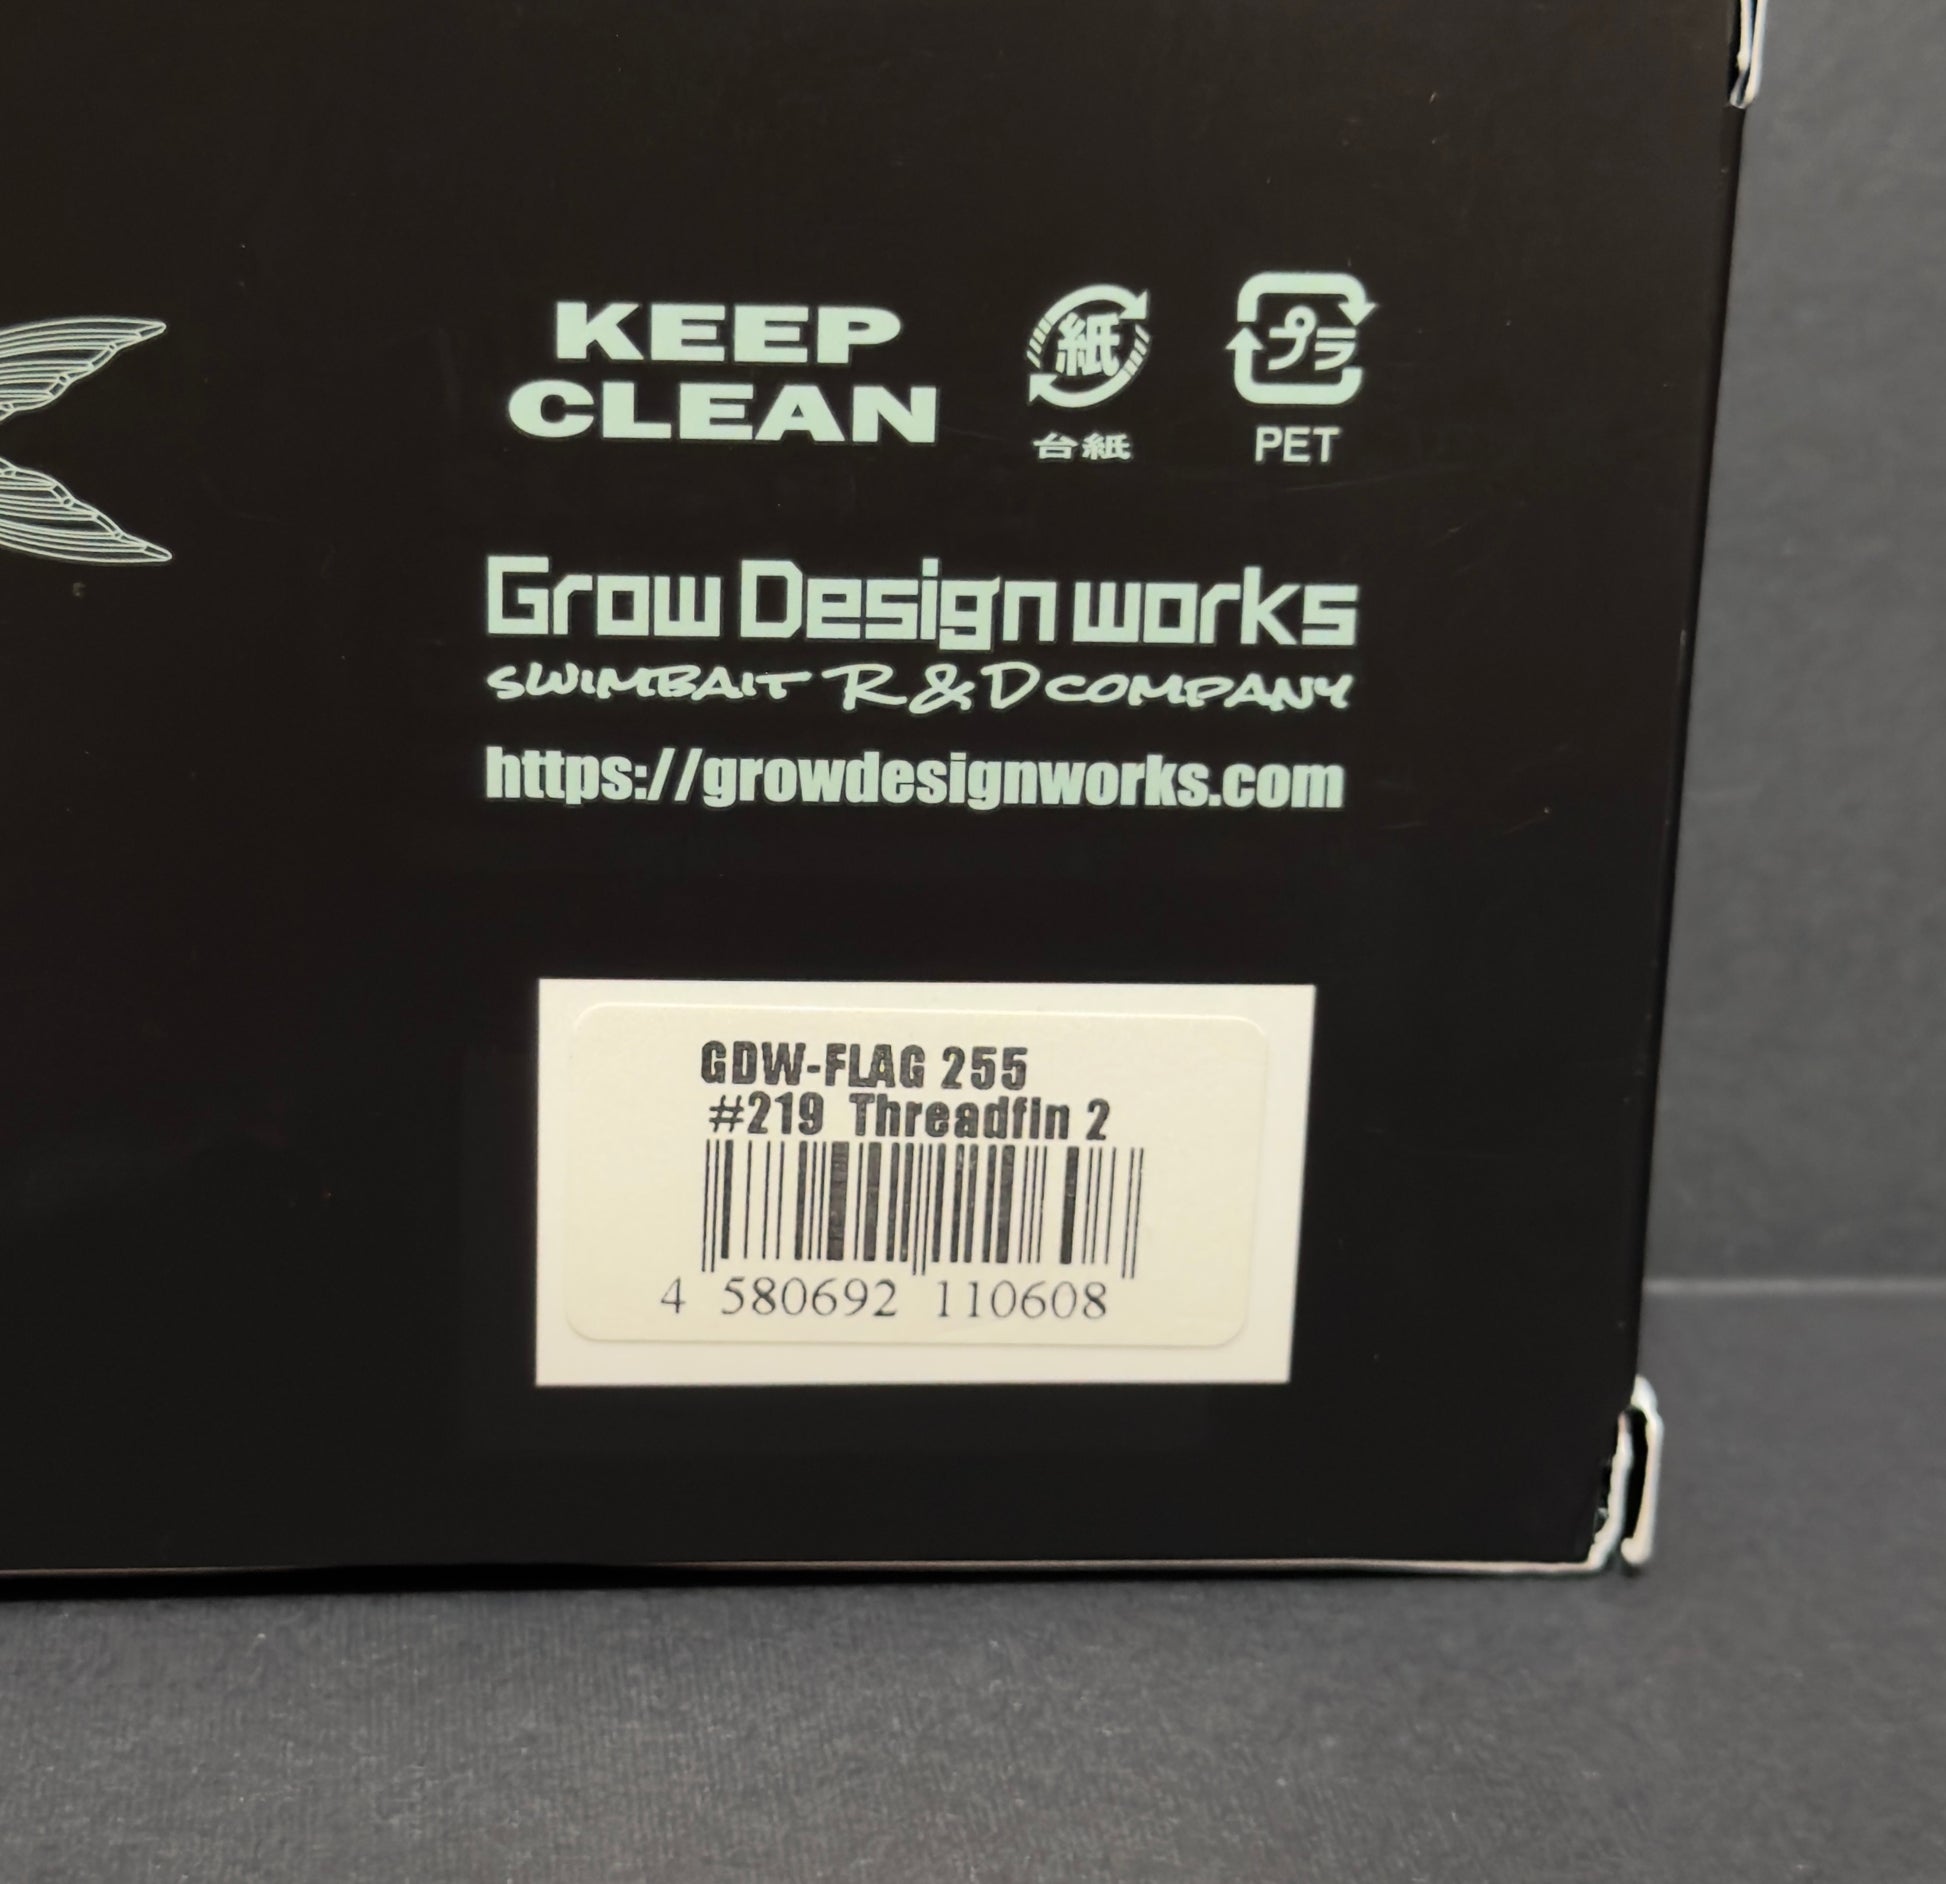 KEEP
CLEAN
紙
台紙
プラ
PET
Grow Design works
SWIMBAIT R&D COMPANY
https://growdesignworks.com
GDW-FLAG 255
#219 Threadfin 2
4 580692 110608